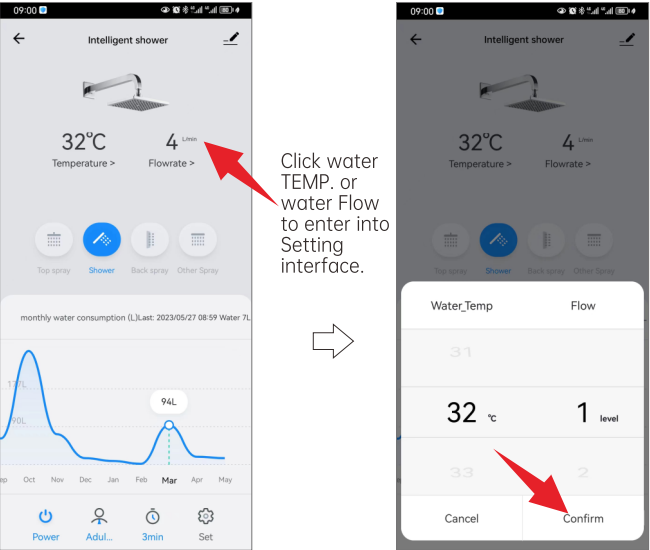 09:00
Intelligent shower
32°C
4 L/min
Temperature >
Flowrate >
Top spray
Shower
Back spray
Other Spray
monthly water consumption (L)Last: 2023/05/27 08:59 Water 7L
94L
90L
Oct
Nov
Dec
Jan
Feb
Mar
Apr
May
Power
Adul...
3min
Set
Click water
TEMP. or
water Flow
to enter into
Setting
interface.
09:00
Intelligent shower
32°C
4 L/min
Temperature >
Flowrate >
Top spray
Shower
Back spray
Other Spray
Water_Temp
Flow
31
32 °C
1 level
33
2
Cancel
Confirm